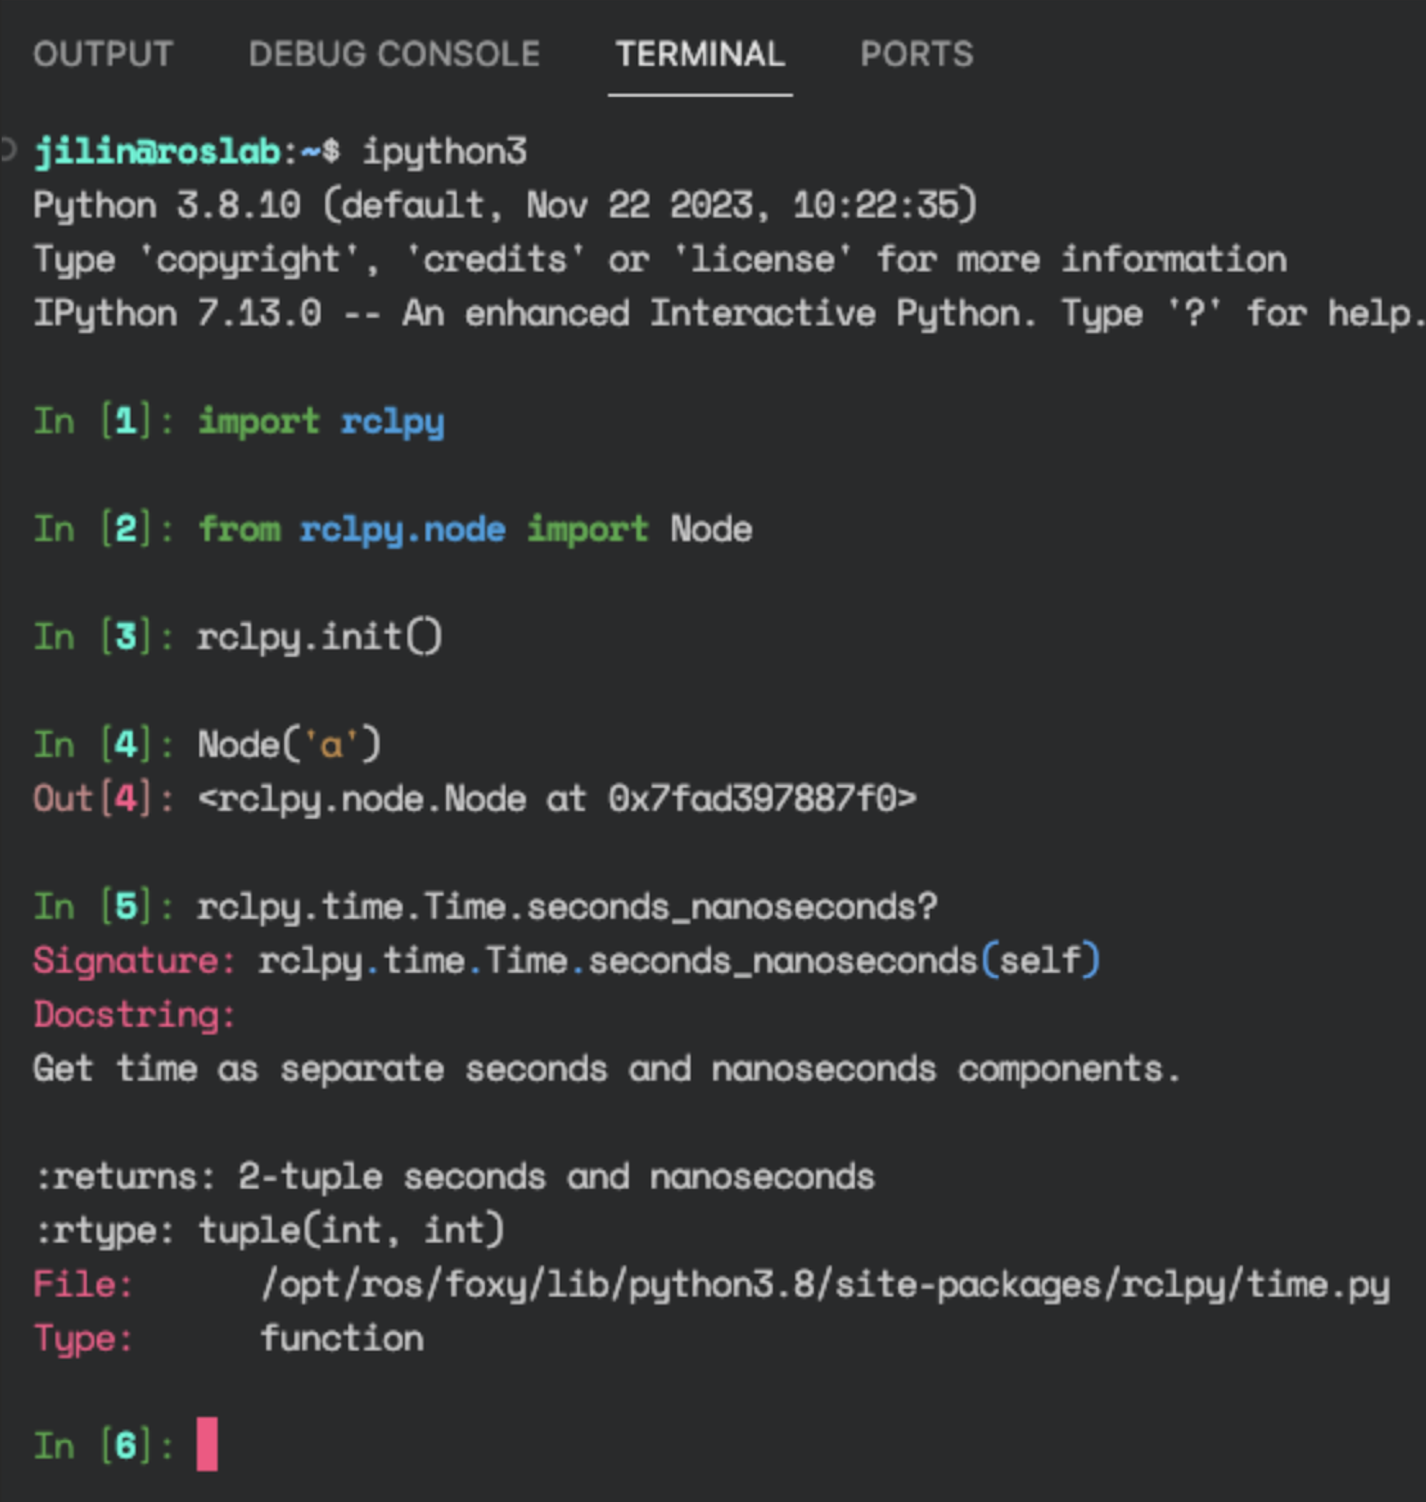 OUTPUT DEBUG CONSOLE TERMINAL PORTS
jilin@roslab:~$ ipython3
Python 3.8.10 (default, Nov 22 2023, 10:22:35)
Type 'copyright', 'credits' or 'license' for more information
IPython 7.13.0 -- An enhanced Interactive Python. Type '?' for help.
In [1]: import rclpy
In [2]: from rclpy.node import Node
In [3]: rclpy.init()
In [4]: Node('a')
Out[4]: <rclpy.node.Node at 0x7fad397887f0>
In [5]: rclpy.time.Time.seconds_nanoseconds?
Signature: rclpy.time.Time.seconds_nanoseconds(self)
Docstring:
Get time as separate seconds and nanoseconds components.
:returns: 2-tuple seconds and nanoseconds
:rtype: tuple(int, int)
File:      /opt/ros/foxy/lib/python3.8/site-packages/rclpy/time.py
Type:      function
In [6]: